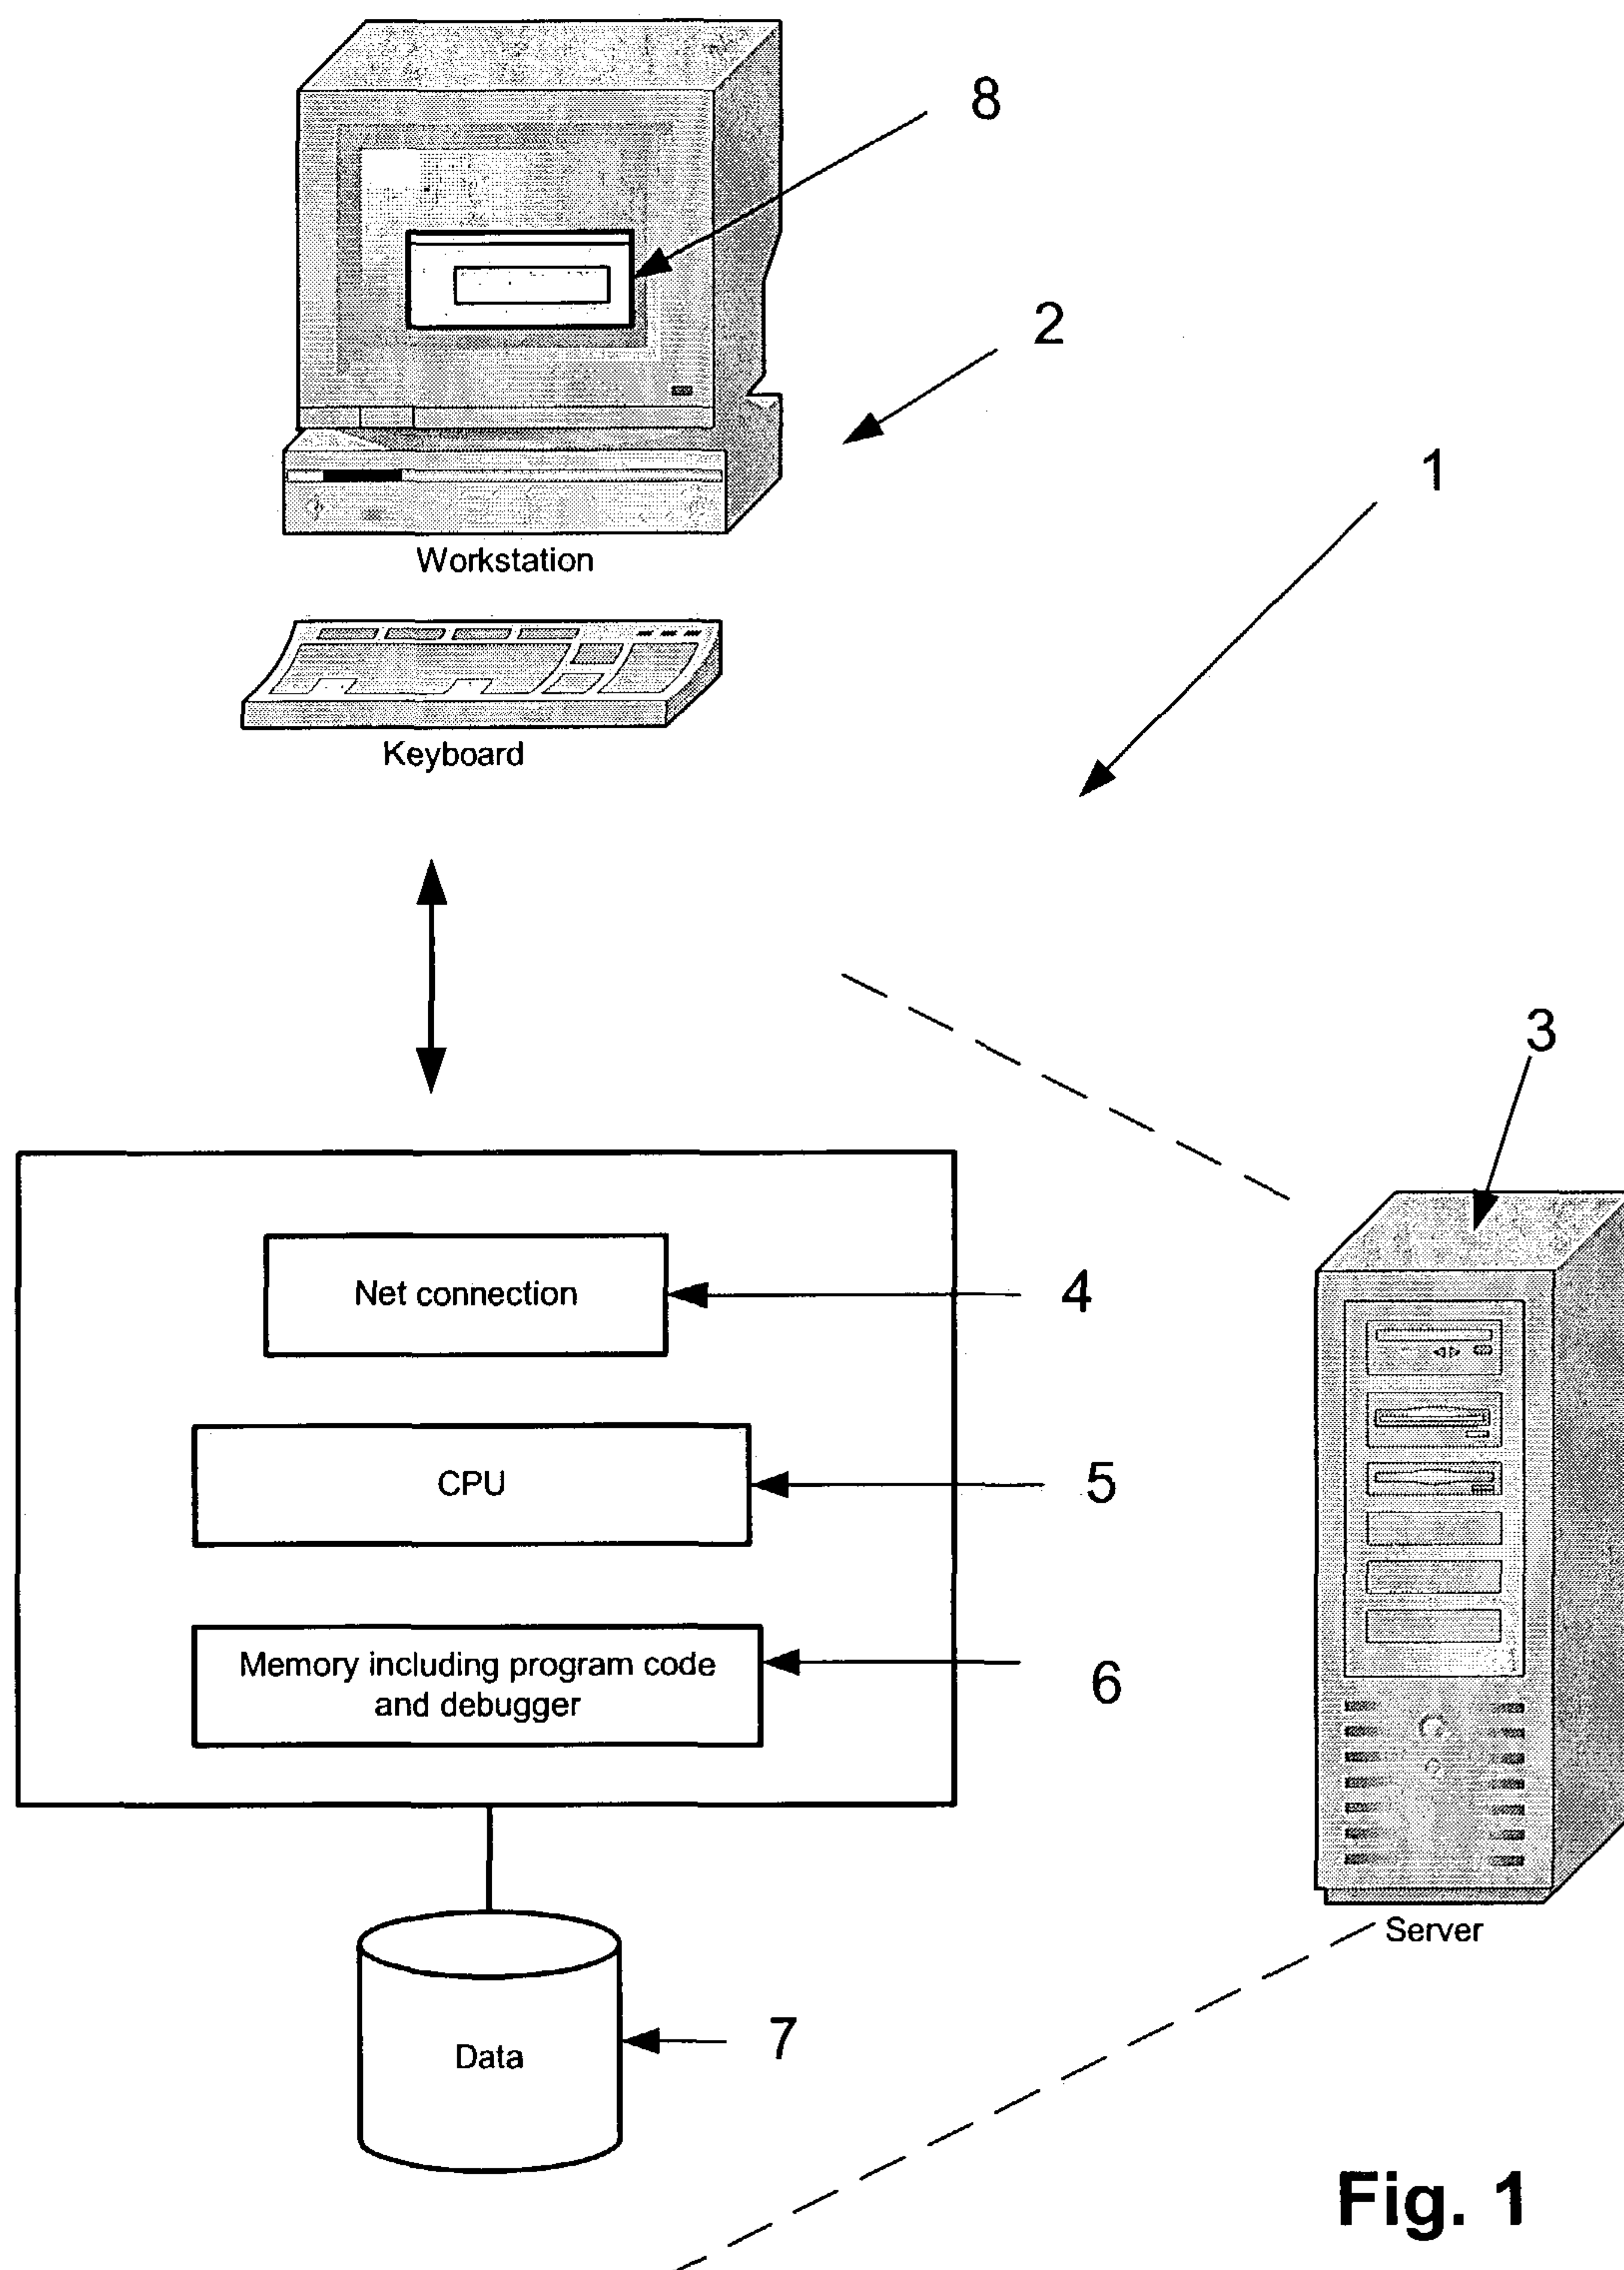 8
2
1
Workstation
Keyboard
3
Net connection
4
CPU
5
Memory including program code
and debugger
6
Server
Data
7
Fig. 1